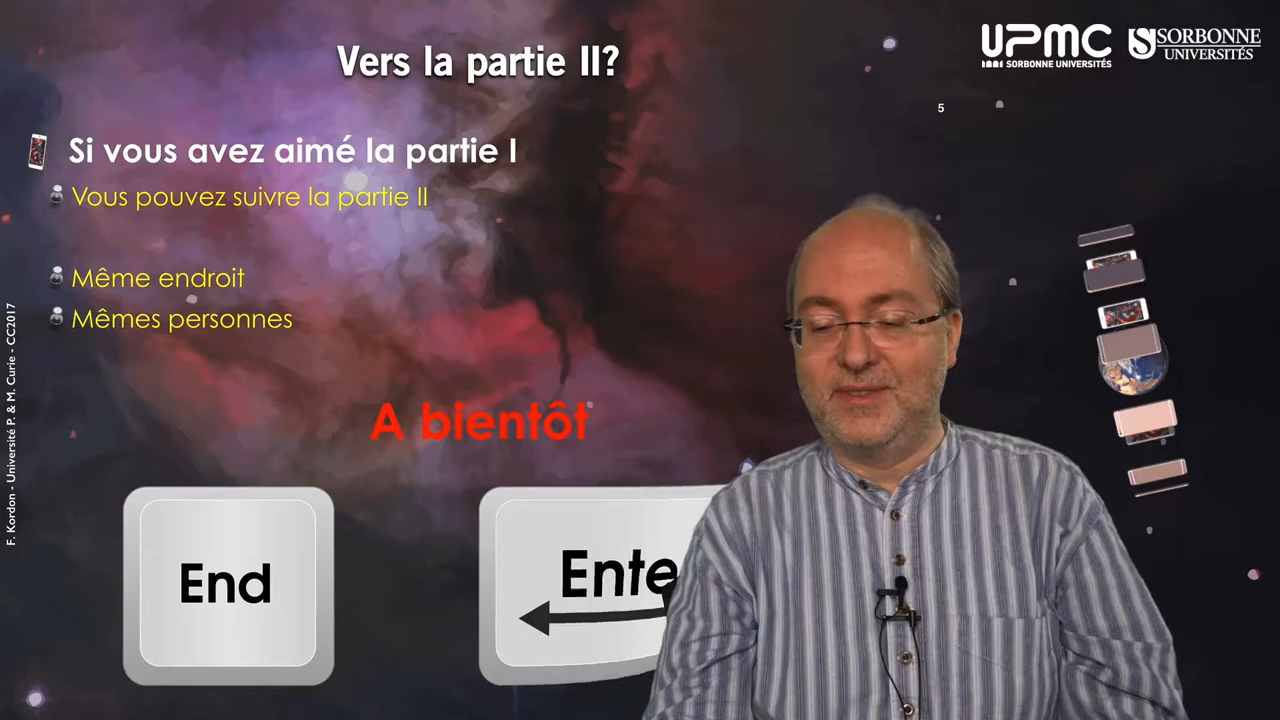 Vers la partie II?
UPMC
SORBONNE UNIVERSITÉS
SORBONNE
UNIVERSITÉS
5
Si vous avez aimé la partie I
Vous pouvez suivre la partie II
Même endroit
Mêmes personnes
A bientôt
End
Ente
F. Kordon - Université P. & M. Curie - CC2017